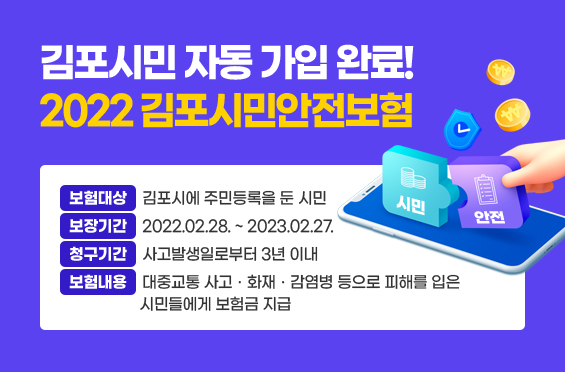 김포시민 자동 가입 완료!
2022 김포시민안전보험
보험대상 김포시에 주민등록을 둔 시민
보장기간 2022.02.28. ~ 2023.02.27.
청구기간 사고발생일로부터 3년 이내
보험내용 대중교통 사고 · 화재 · 감염병 등으로 피해를 입은
시민들에게 보험금 지급
시민
안전